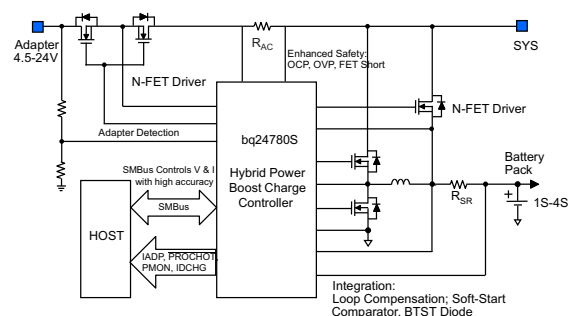 Adapter
4.5-24V
R_AC
SYS
Enhanced Safety:
OCP, OVP, FET Short
N-FET Driver
N-FET Driver
Adapter Detection
bq24780S
Hybrid Power
Boost Charge
Controller
SMBus Controls V & I
with high accuracy
SMBus
HOST
IADP, PROCHOT,
PMON, IDCHG
Battery
Pack
R_SR
+
1S-4S
Integration:
Loop Compensation; Soft-Start
Comparator, BTST Diode